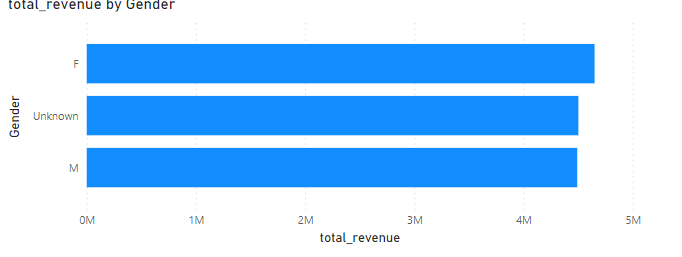 total_revenue by Gender
Gender
F
Unknown
M
0M 1M 2M 3M 4M 5M
total_revenue